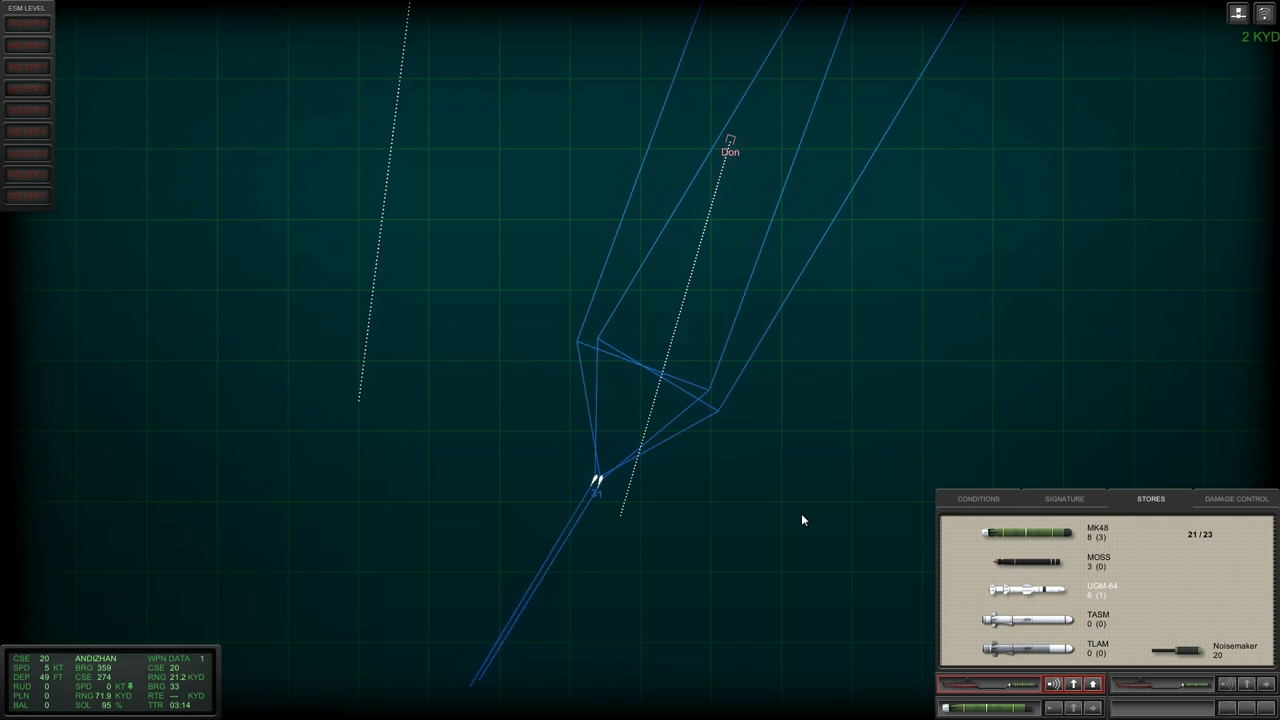 ESM LEVEL
2 KYD
Don
31
CONDITIONS SIGNATURE STORES DAMAGE CONTROL
MK48
8 (3)
21 / 23
MOSS
3 (0)
UGM-84
6 (1)
TASM
0 (0)
TLAM
0 (0)
Noisemaker
20
CSE 20 ANDIZHAN WPN DATA 1
SPD 5 KT BRG 359 CSE 20
DEP 49 FT CSE 274 RNG 21.2 KYD
RUD 0 SPD 0 KT BRG 33
PLN 0 RNG 71.9 KYD RTE --- KYD
BAL 0 SOL 95 % TTR 03:14